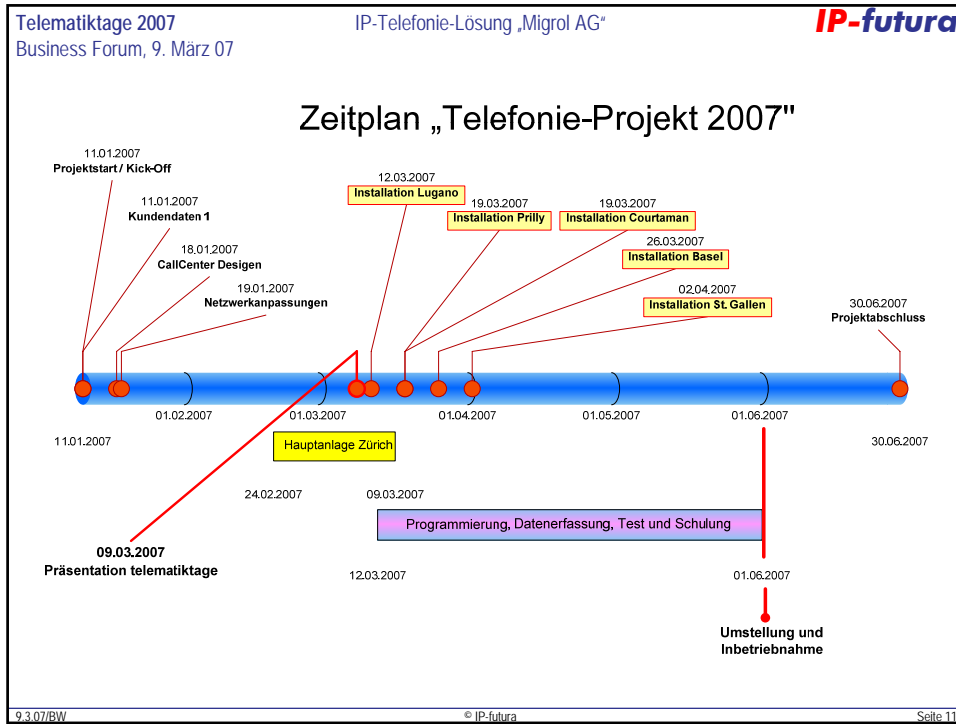 Telematiktage 2007
IP-Telefonie-Lösung „Migrol AG“
IP-futura
Business Forum, 9. März 07
Zeitplan „Telefonie-Projekt 2007"
11.01.2007
Projektstart / Kick-Off
11.01.2007
Kundendaten 1
18.01.2007
CallCenter Desigen
19.01.2007
Netzwerkanpassungen
12.03.2007
Installation Lugano
19.03.2007
Installation Prilly
19.03.2007
Installation Courtaman
26.03.2007
Installation Basel
02.04.2007
Installation St. Gallen
30.06.2007
Projektabschluss
01.02.2007
01.03.2007
01.04.2007
01.05.2007
01.06.2007
11.01.2007
30.06.2007
Hauptanlage Zürich
24.02.2007
09.03.2007
Programmierung, Datenerfassung, Test und Schulung
09.03.2007
Präsentation telematiktage
12.03.2007
01.06.2007
Umstellung und
Inbetriebnahme
9.3.07/BW
© IP-futura
Seite 11